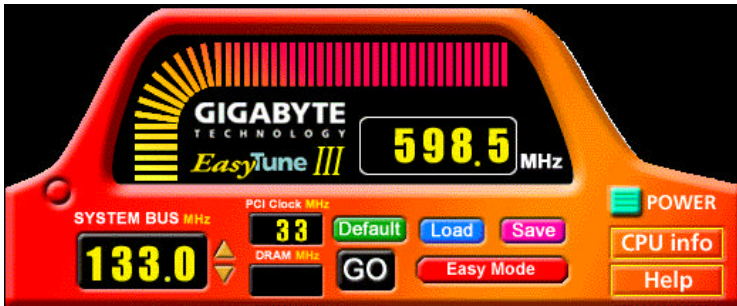 GIGABYTE
TECHNOLOGY
EasyTune III
598.5 MHz
SYSTEM BUS MHz
133.0
PCI Clock MHz
33
DRAM MHz
Default
Load
Save
GO
Easy Mode
POWER
CPU info
Help